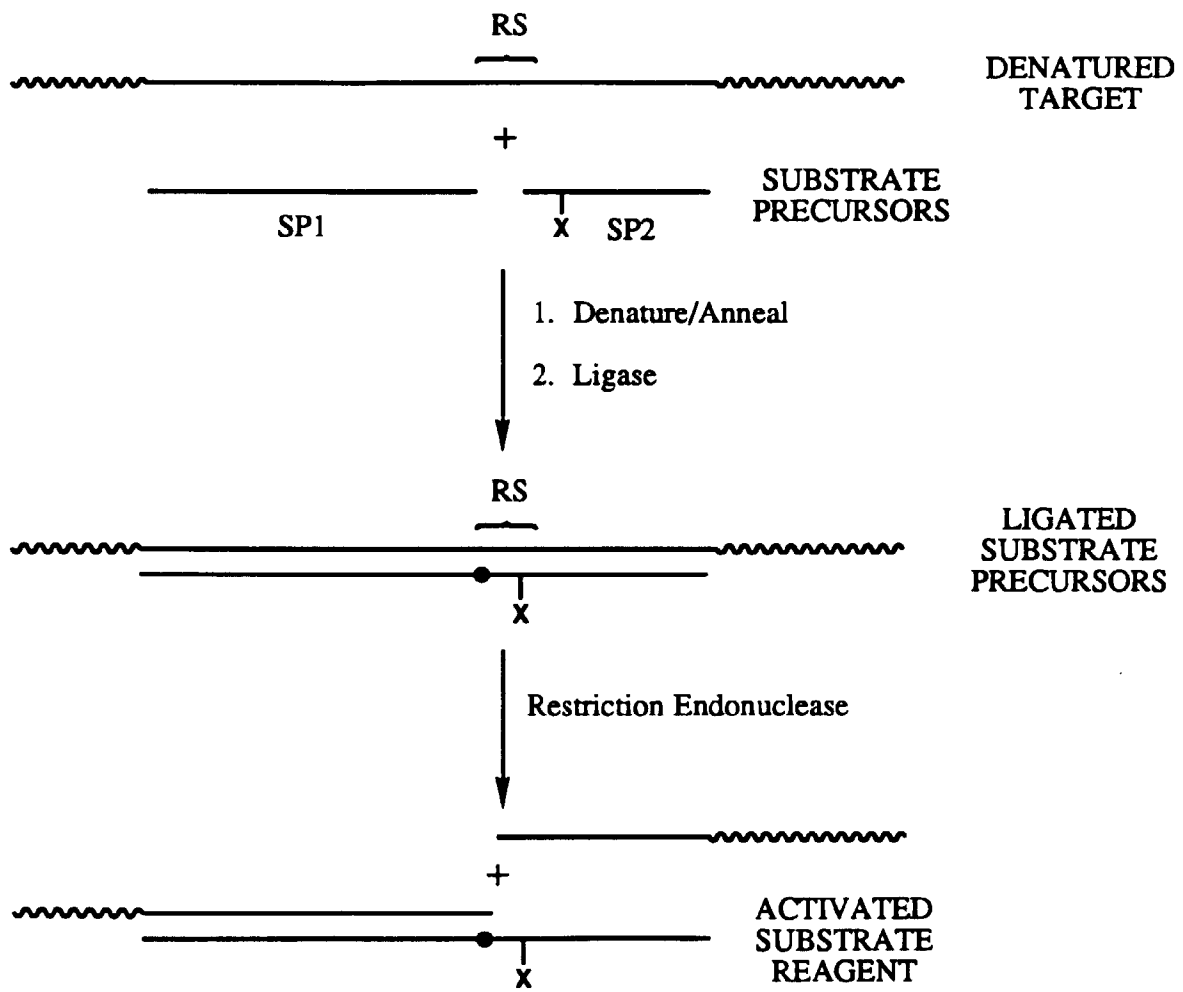 RS
DENATURED
TARGET
+
SUBSTRATE
PRECURSORS
SP1
X
SP2
1. Denature/Anneal
2. Ligase
RS
LIGATED
SUBSTRATE
PRECURSORS
X
Restriction Endonuclease
+
ACTIVATED
SUBSTRATE
REAGENT
X